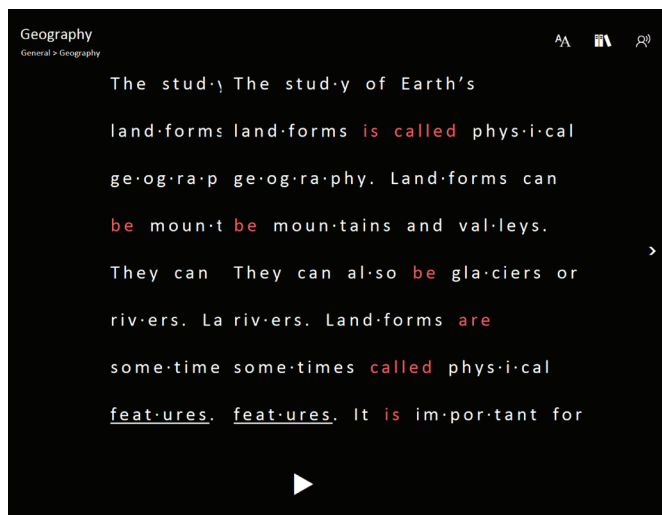 Geography
General > Geography
The stud·y The stud·y of Earth's
land·forms land·forms is called phys·i·cal
ge·og·ra·p ge·og·ra·phy. Land·forms can
be moun·t be moun·tains and val·leys.
They can They can al·so be gla·ciers or
riv·ers. La riv·ers. Land·forms are
some·time some·times called phys·i·cal
feat·ures. feat·ures. It is im·por·tant for